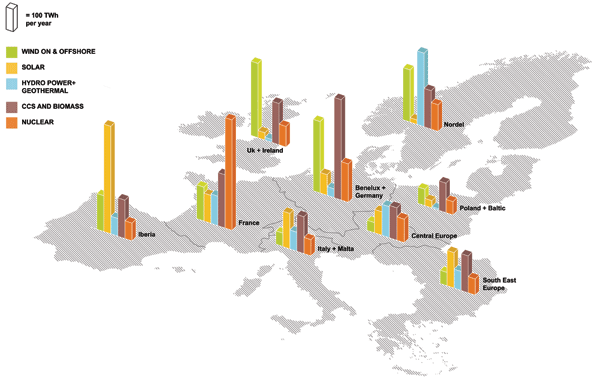 = 100 TWh
per year
WIND ON & OFFSHORE
SOLAR
HYDRO POWER+
GEOTHERMAL
CCS AND BIOMASS
NUCLEAR
Uk + Ireland
Nordel
Benelux +
Germany
Poland + Baltic
France
Iberia
Central Europe
Italy + Malta
South East
Europe